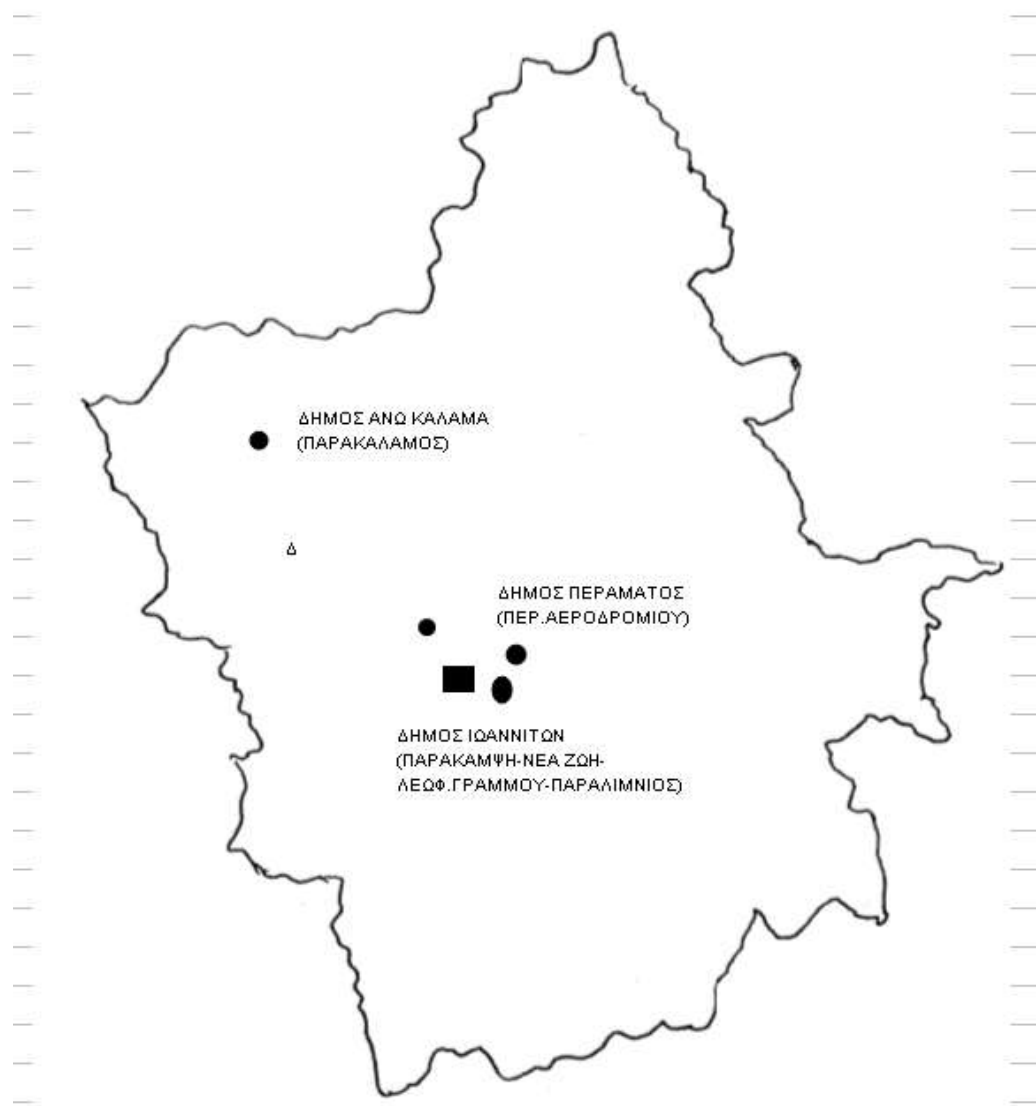 ΔΗΜΟΣ ΑΝΩ ΚΑΛΑΜΑ
(ΠΑΡΑΚΑΛΑΜΟΣ)
Δ
ΔΗΜΟΣ ΠΕΡΑΜΑΤΟΣ
(ΠΕΡ.ΑΕΡΟΔΡΟΜΙΟΥ)
ΔΗΜΟΣ ΙΩΑΝΝΙΤΩΝ
(ΠΑΡΑΚΑΜΨΗ-ΝΕΑ ΖΩΗ-
ΛΕΩΦ.ΓΡΑΜΜΟΥ-ΠΑΡΑΛΙΜΝΙΟΣ)